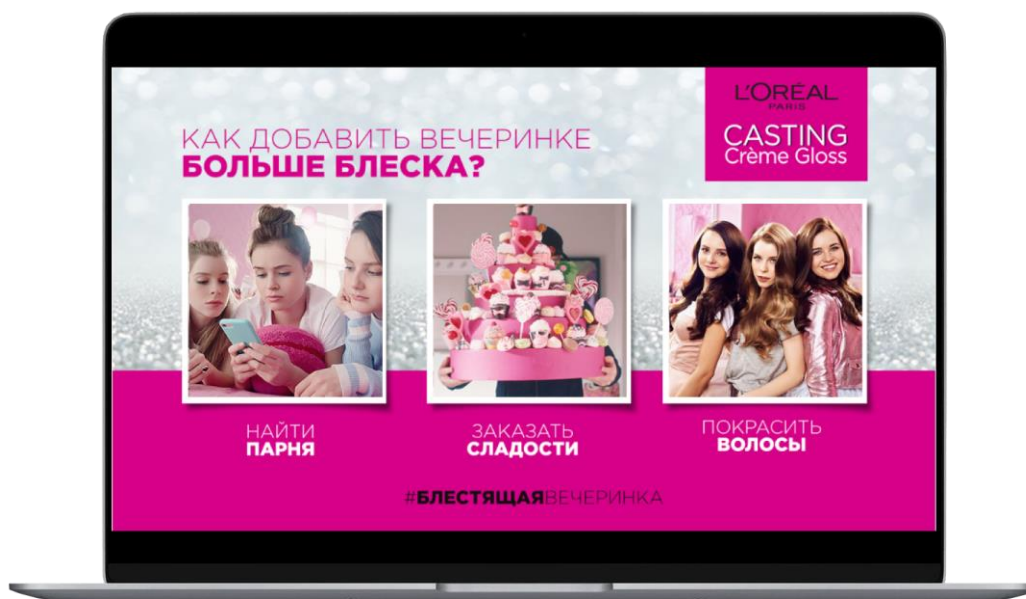 L'ORÉAL
PARIS
CASTING
Crème Gloss
КАК ДОБАВИТЬ ВЕЧЕРИНКЕ
БОЛЬШЕ БЛЕСКА?
НАЙТИ
ПАРНЯ
ЗАКАЗАТЬ
СЛАДОСТИ
ПОКРАСИТЬ
ВОЛОСЫ
#БЛЕСТЯЩАЯВЕЧЕРИНКА